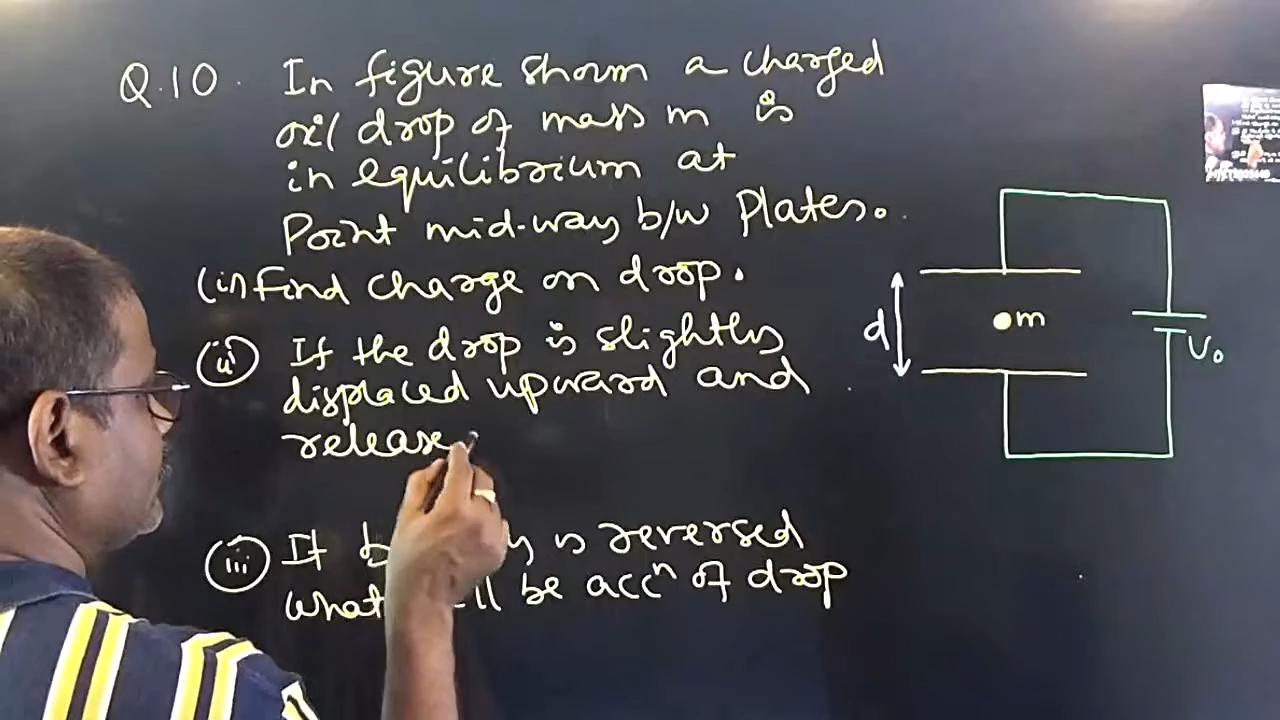 Q.10. In figure shown a charged
oil drop of mass m is
in equilibrium at
Point mid-way b/w Plates.
(i) Find charge on drop.
(ii) If the drop is slightly
displaced upward and
release
(iii) If is reversed
what be accⁿ of drop
d
m
V₀